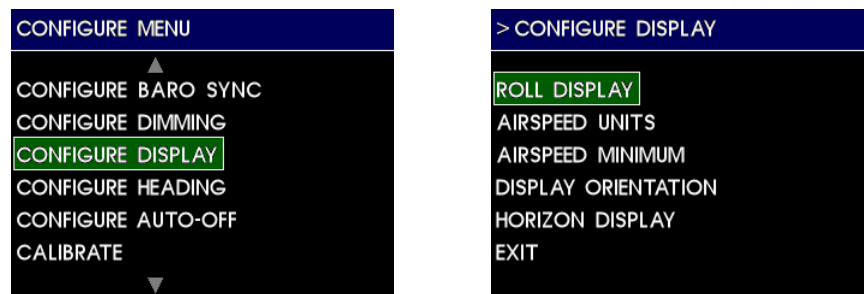 CONFIGURE MENU
CONFIGURE BARO SYNC
CONFIGURE DIMMING
CONFIGURE DISPLAY
CONFIGURE HEADING
CONFIGURE AUTO-OFF
CALIBRATE
> CONFIGURE DISPLAY
ROLL DISPLAY
AIRSPEED UNITS
AIRSPEED MINIMUM
DISPLAY ORIENTATION
HORIZON DISPLAY
EXIT